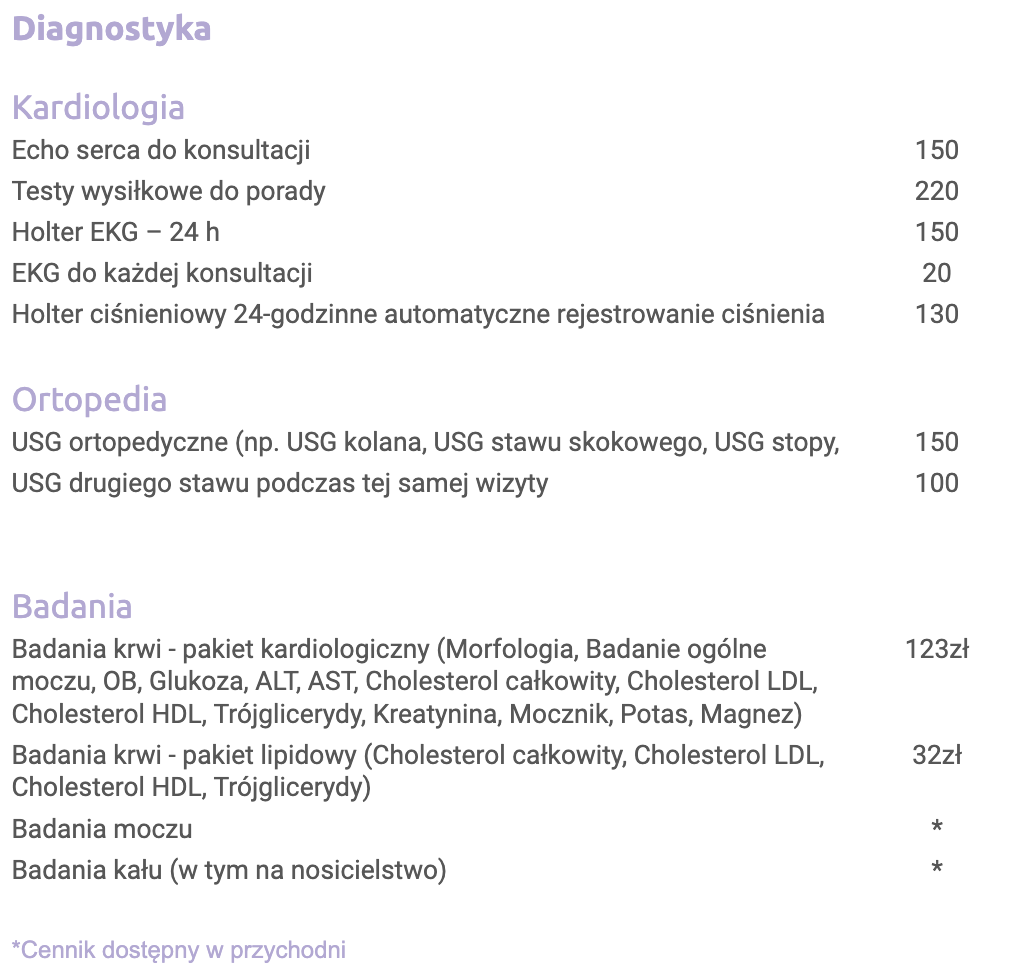 Diagnostyka
Kardiologia
Echo serca do konsultacji 150
Testy wysiłkowe do porady 220
Holter EKG – 24 h 150
EKG do każdej konsultacji 20
Holter ciśnieniowy 24-godzinne automatyczne rejestrowanie ciśnienia 130
Ortopedia
USG ortopedyczne (np. USG kolana, USG stawu skokowego, USG stopy, 150
USG drugiego stawu podczas tej samej wizyty 100
Badania
Badania krwi - pakiet kardiologiczny (Morfologia, Badanie ogólne 123zł
moczu, OB, Glukoza, ALT, AST, Cholesterol całkowity, Cholesterol LDL,
Cholesterol HDL, Trójglicerydy, Kreatynina, Mocznik, Potas, Magnez)
Badania krwi - pakiet lipidowy (Cholesterol całkowity, Cholesterol LDL, 32zł
Cholesterol HDL, Trójglicerydy)
Badania moczu *
Badania kału (w tym na nosicielstwo) *
*Cennik dostępny w przychodni